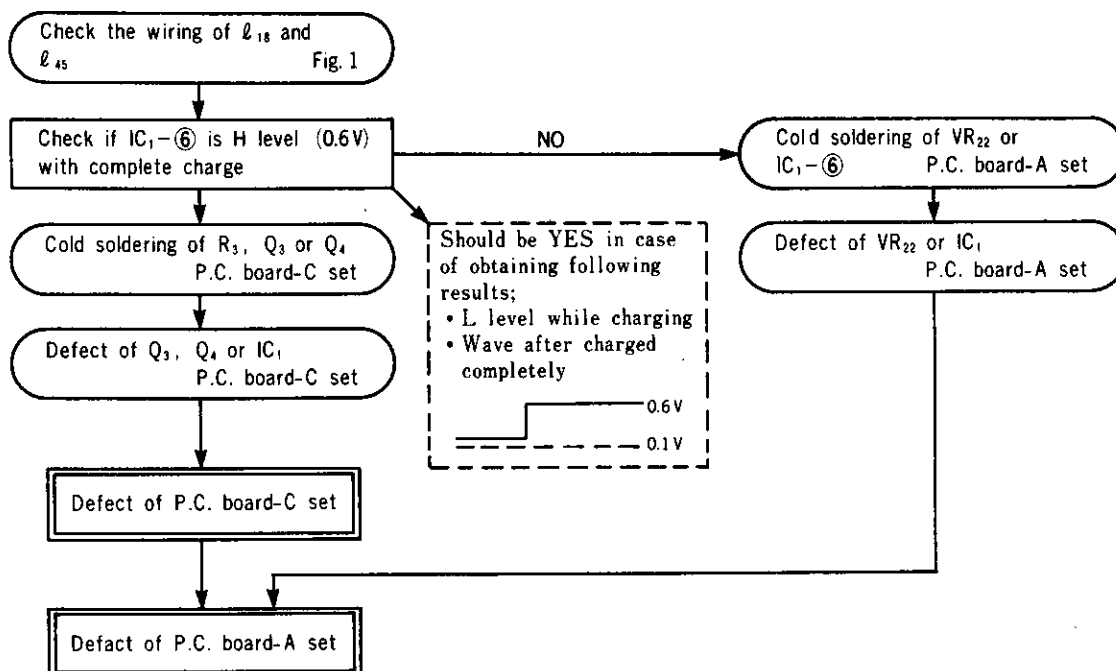 Check the wiring of ℓ₁₈ and
ℓ₄₅ Fig. 1
Check if IC₁-⑥ is H level (0.6V)
with complete charge
NO
Cold soldering of VR₂₂ or
IC₁-⑥ P.C. board-A set
Cold soldering of R₃, Q₃ or Q₄
P.C. board-C set
Should be YES in case
of obtaining following
results;
• L level while charging
• Wave after charged
completely
0.6V
0.1V
Defect of VR₂₂ or IC₁
P.C. board-A set
Defect of Q₃, Q₄ or IC₁
P.C. board-C set
Defect of P.C. board-C set
Defact of P.C. board-A set